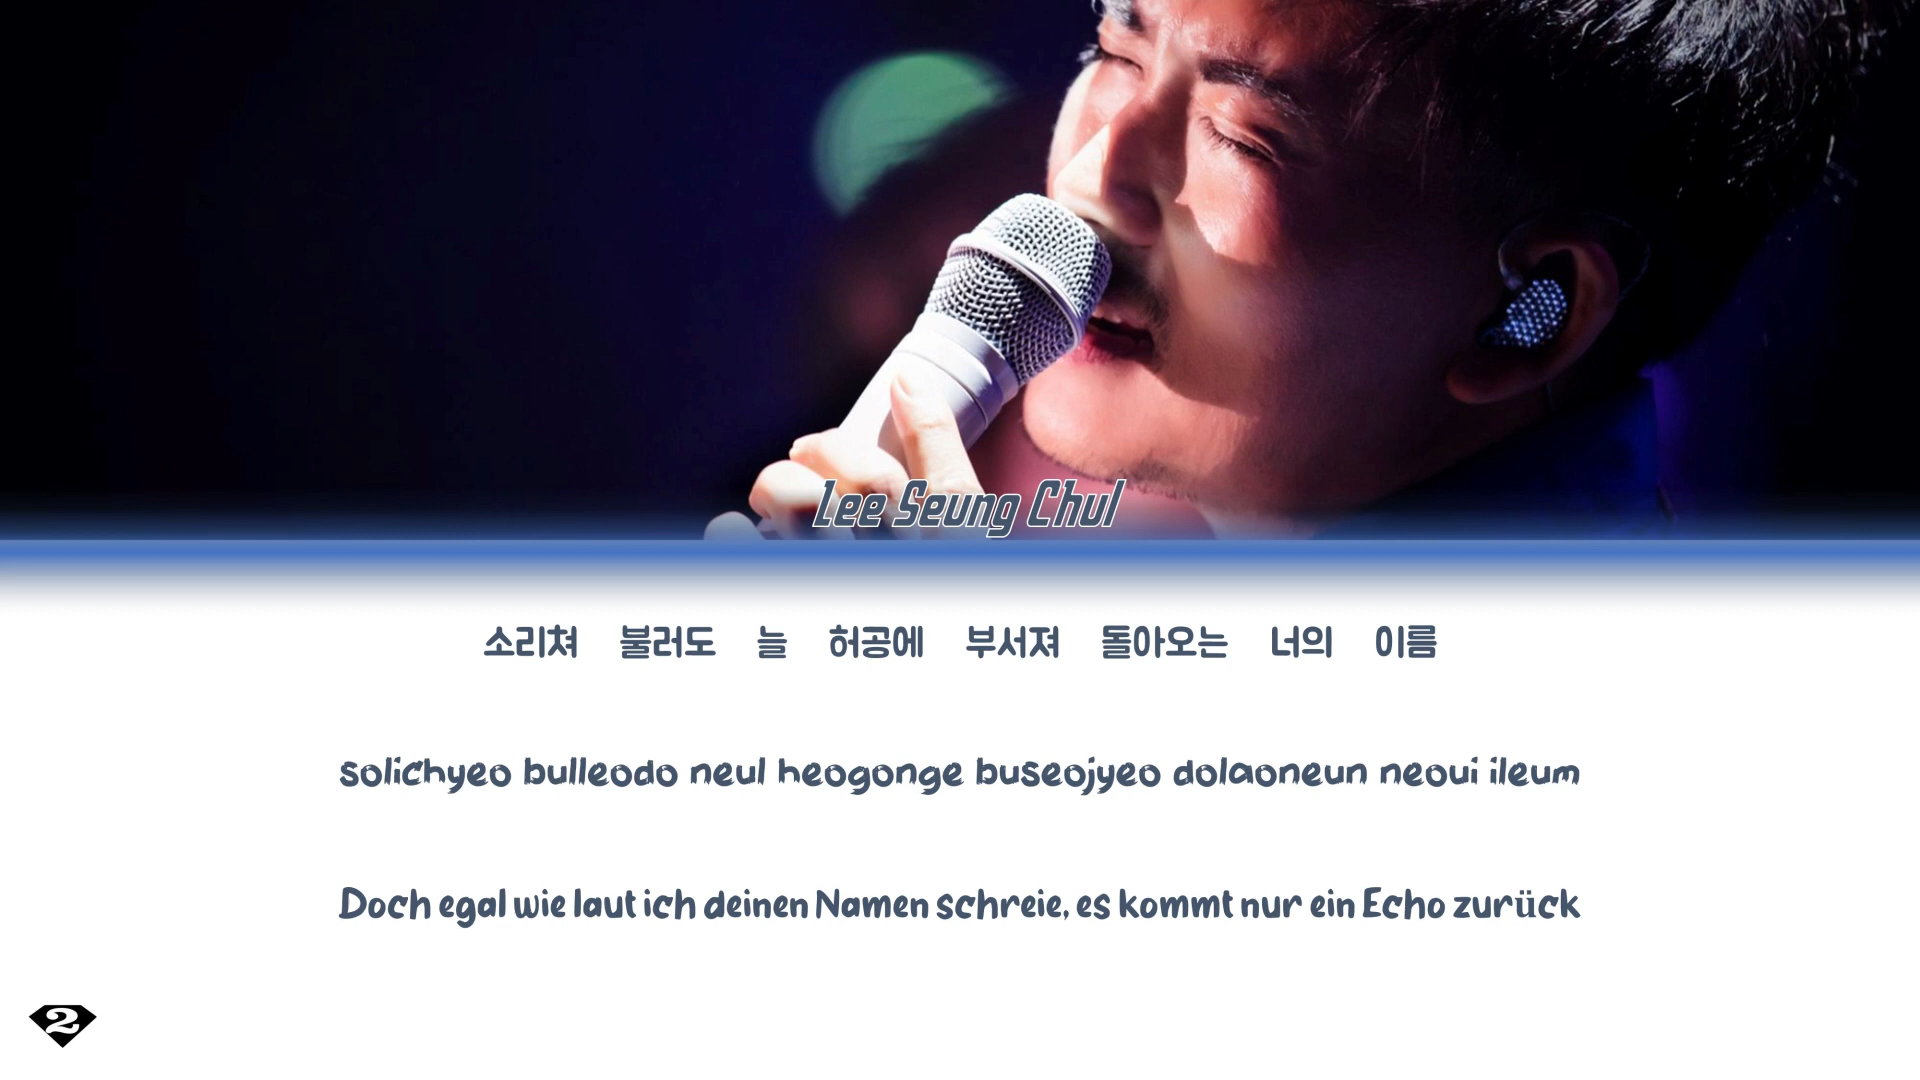 Lee Seung Chul
소리쳐 불러도 늘 허공에 부서져 돌아오는 너의 이름
solichyeo bulleodo neul heogonge buseojyeo dolaoneun neoui ileum
Doch egal wie laut ich deinen Namen schreie, es kommt nur ein Echo zurück
2